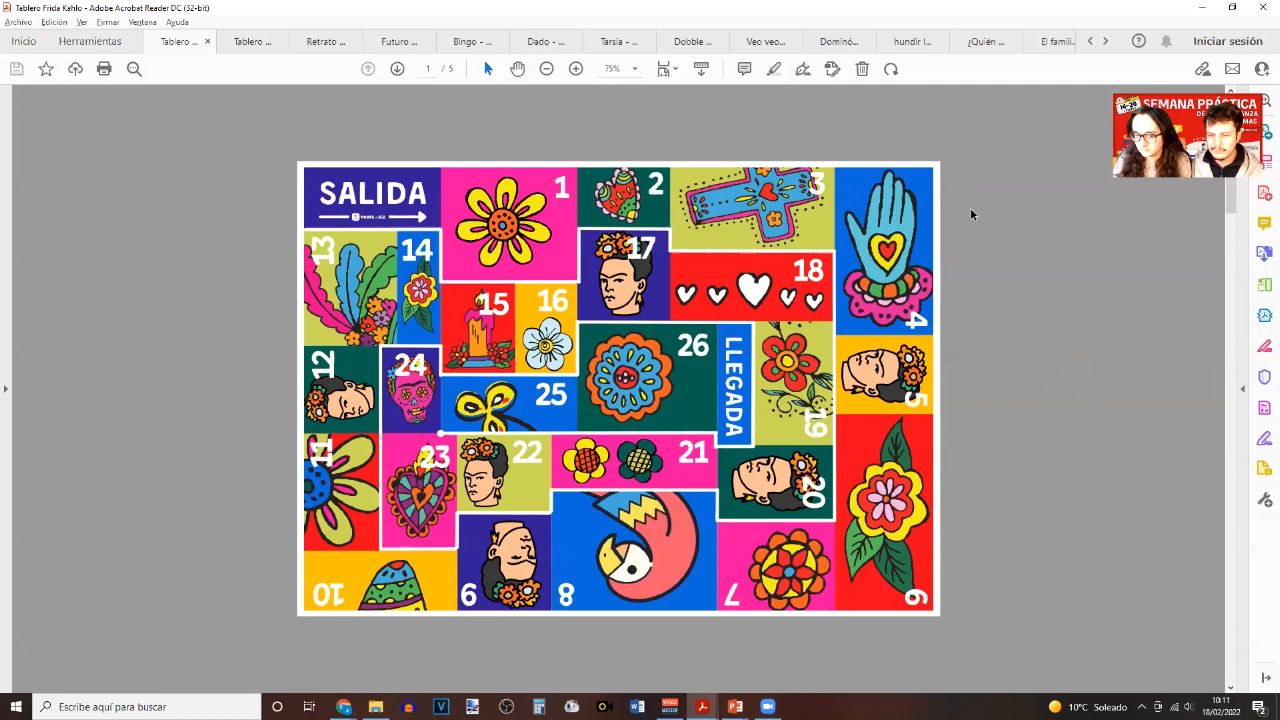 Tablero Frida Kahlo - Adobe Acrobat Reader DC (32-bit)
Archivo Edición Ver Firmar Ventana Ayuda
Inicio Herramientas Tablero ... Tablero ... Retrato ... Futuro ... Bingo - ... Dado - ... Tarsia - ... Dobble ... Veo veo... Dominó... hundir l... ¿Quién ... El famili Iniciar sesión
1 / 5 75%
SEMANA PRÁCTICA
SALIDA
PROFE ELE
1
2
3
4
5
6
7
8
9
10
11
12
13
14
15
16
17
18
19
20
21
22
23
24
25
26
LLEGADA
Escribe aquí para buscar
10°C Soleado
10:11
18/02/2022
2